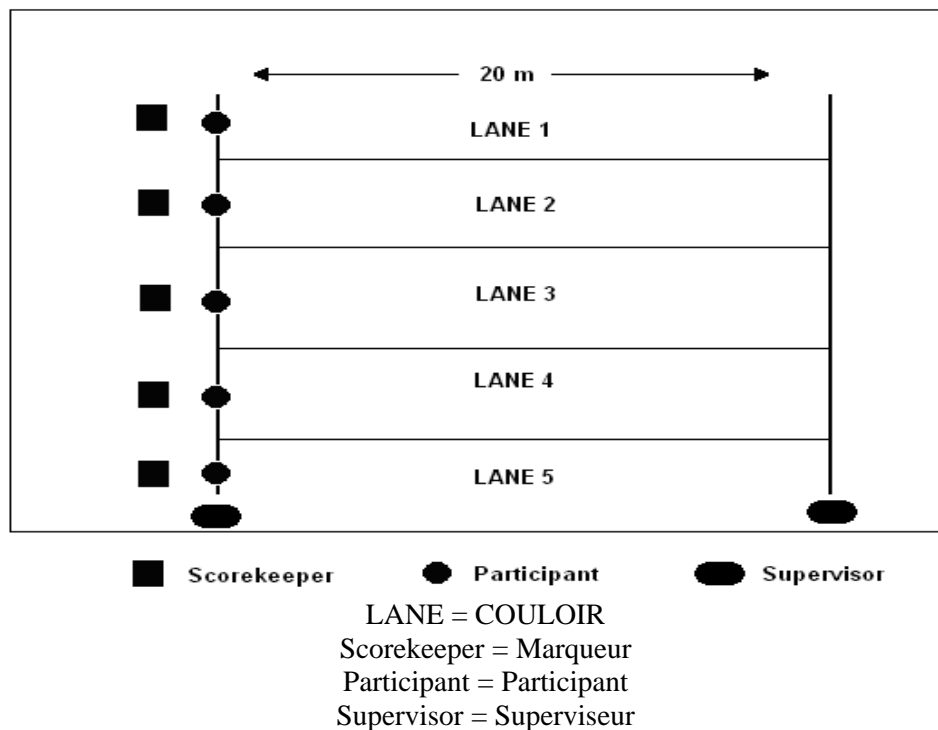 20 m
LANE 1
LANE 2
LANE 3
LANE 4
LANE 5
Scorekeeper Participant Supervisor
LANE = COULOIR
Scorekeeper = Marqueur
Participant = Participant
Supervisor = Superviseur